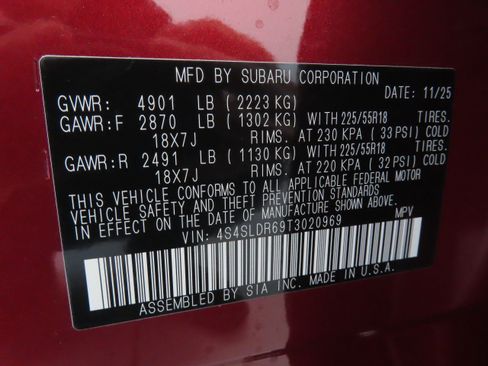 MFD BY SUBARU CORPORATION
DATE: 11/25
GVWR: 4901 LB ( 2223 KG)
GAWR:F 2870 LB ( 1302 KG) WITH 225/55R18 TIRES.
18X7J RIMS. AT 230 KPA ( 33 PSI) COLD
GAWR:R 2491 LB ( 1130 KG) WITH 225/55R18 TIRES.
18X7J RIMS. AT 220 KPA ( 32 PSI) COLD
THIS VEHICLE CONFORMS TO ALL APPLICABLE FEDERAL MOTOR
VEHICLE SAFETY AND THEFT PREVENTION STANDARDS
IN EFFECT ON THE DATE OF MANUFACTURE SHOWN ABOVE.
VIN: 4S4SLDR69T3020969 MPV
ASSEMBLED BY SIA INC. MADE IN U.S.A.